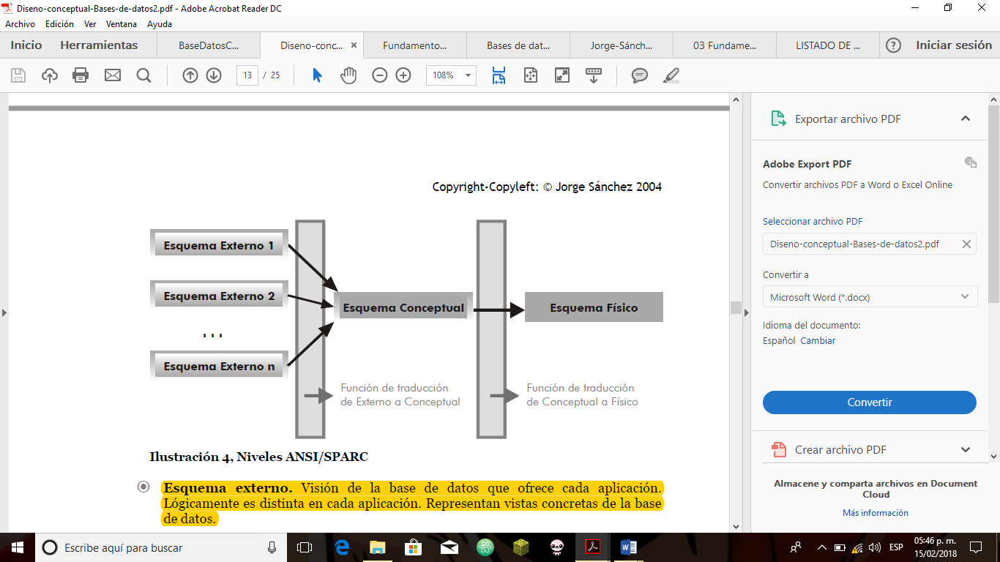 Diseno-conceptual-Bases-de-datos2.pdf - Adobe Acrobat Reader DC
Archivo Edición Ver Ventana Ayuda
Inicio Herramientas BaseDatosC... Diseno-conc... × Fundamento... Bases de dat... Jorge-Sánch... 03 Fundame... LISTADO DE ... Iniciar sesión
13 / 25 108%
Copyright-Copyleft: © Jorge Sánchez 2004
Esquema Externo 1
Esquema Externo 2
...
Esquema Externo n
Esquema Conceptual
Esquema Físico
Función de traducción
de Externo a Conceptual
Función de traducción
de Conceptual a Físico
Ilustración 4, Niveles ANSI/SPARC
Esquema externo. Visión de la base de datos que ofrece cada aplicación.
Lógicamente es distinta en cada aplicación. Representan vistas concretas de la base
de datos.
Exportar archivo PDF
Adobe Export PDF
Convertir archivos PDF a Word o Excel Online
Seleccionar archivo PDF
Diseno-conceptual-Bases-de-datos2.pdf
Convertir a
Microsoft Word (*.docx)
Idioma del documento:
Español Cambiar
Convertir
Crear archivo PDF
Almacene y comparta archivos en Document
Cloud
Más información
Escribe aquí para buscar
ESP
05:46 p. m.
15/02/2018